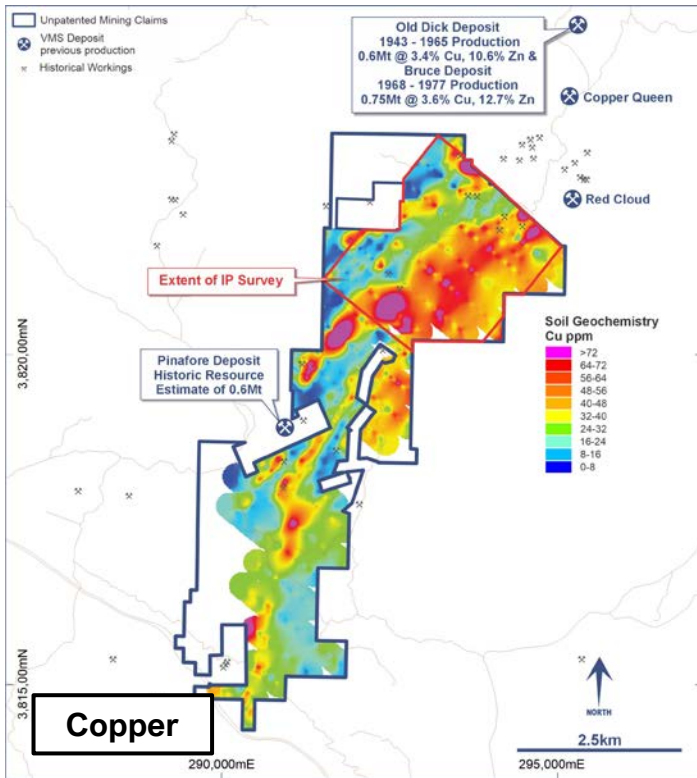 Unpatented Mining Claims
VMS Deposit
previous production
Historical Workings
Old Dick Deposit
1943 - 1965 Production
0.6Mt @ 3.4% Cu, 10.6% Zn &
Bruce Deposit
1968 - 1977 Production
0.75Mt @ 3.6% Cu, 12.7% Zn
Copper Queen
Red Cloud
Extent of IP Survey
Soil Geochemistry
Cu ppm
>72
64-72
56-64
48-56
40-48
32-40
24-32
16-24
8-16
0-8
3,820,00mN
Pinafore Deposit
Historic Resource
Estimate of 0.6Mt
3,815,00mN
Copper
NORTH
2.5km
290,000mE
295,000mE